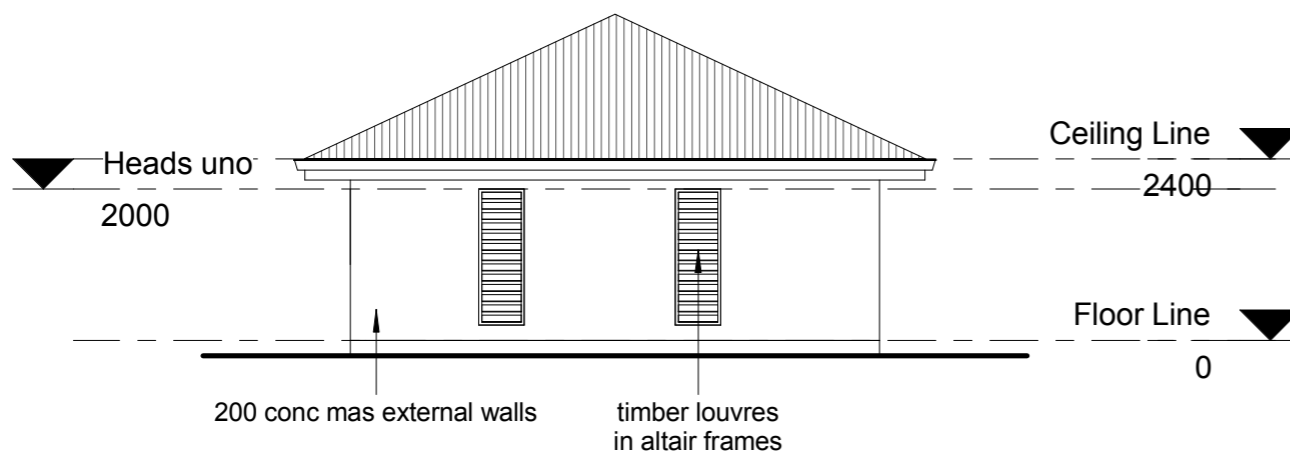 Ceiling Line
2400
Heads uno
2000
Floor Line
0
200 conc mas external walls
timber louvres
in altair frames